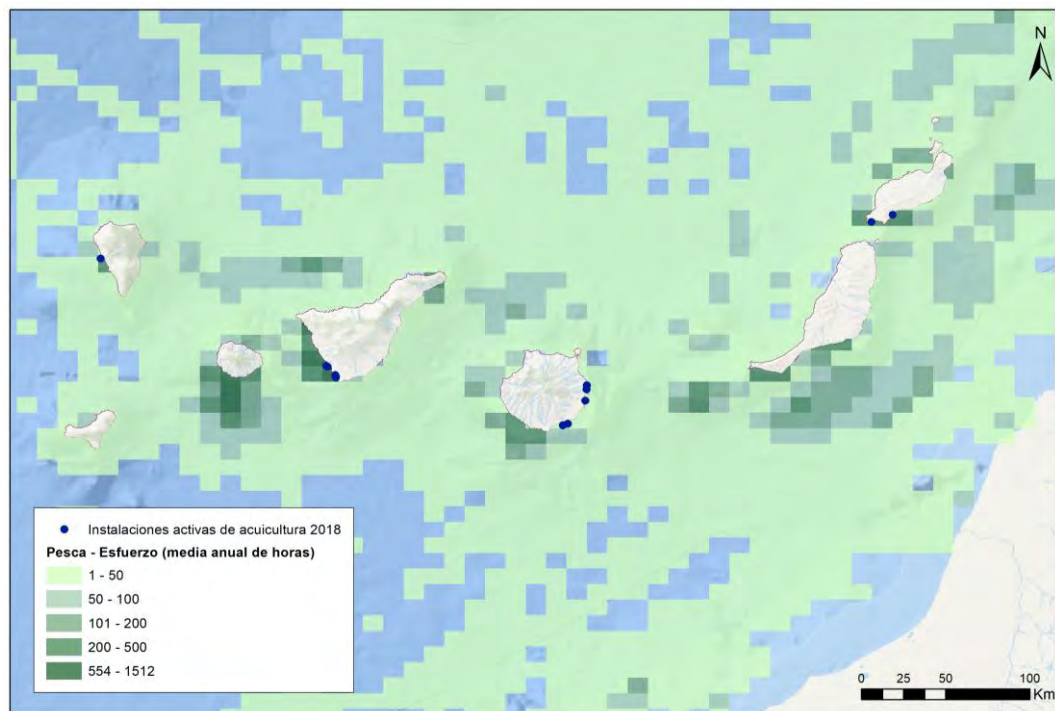 N
Instalaciones activas de acuicultura 2018
Pesca - Esfuerzo (media anual de horas)
1 - 50
50 - 100
101 - 200
200 - 500
554 - 1512
0 25 50 100
Km